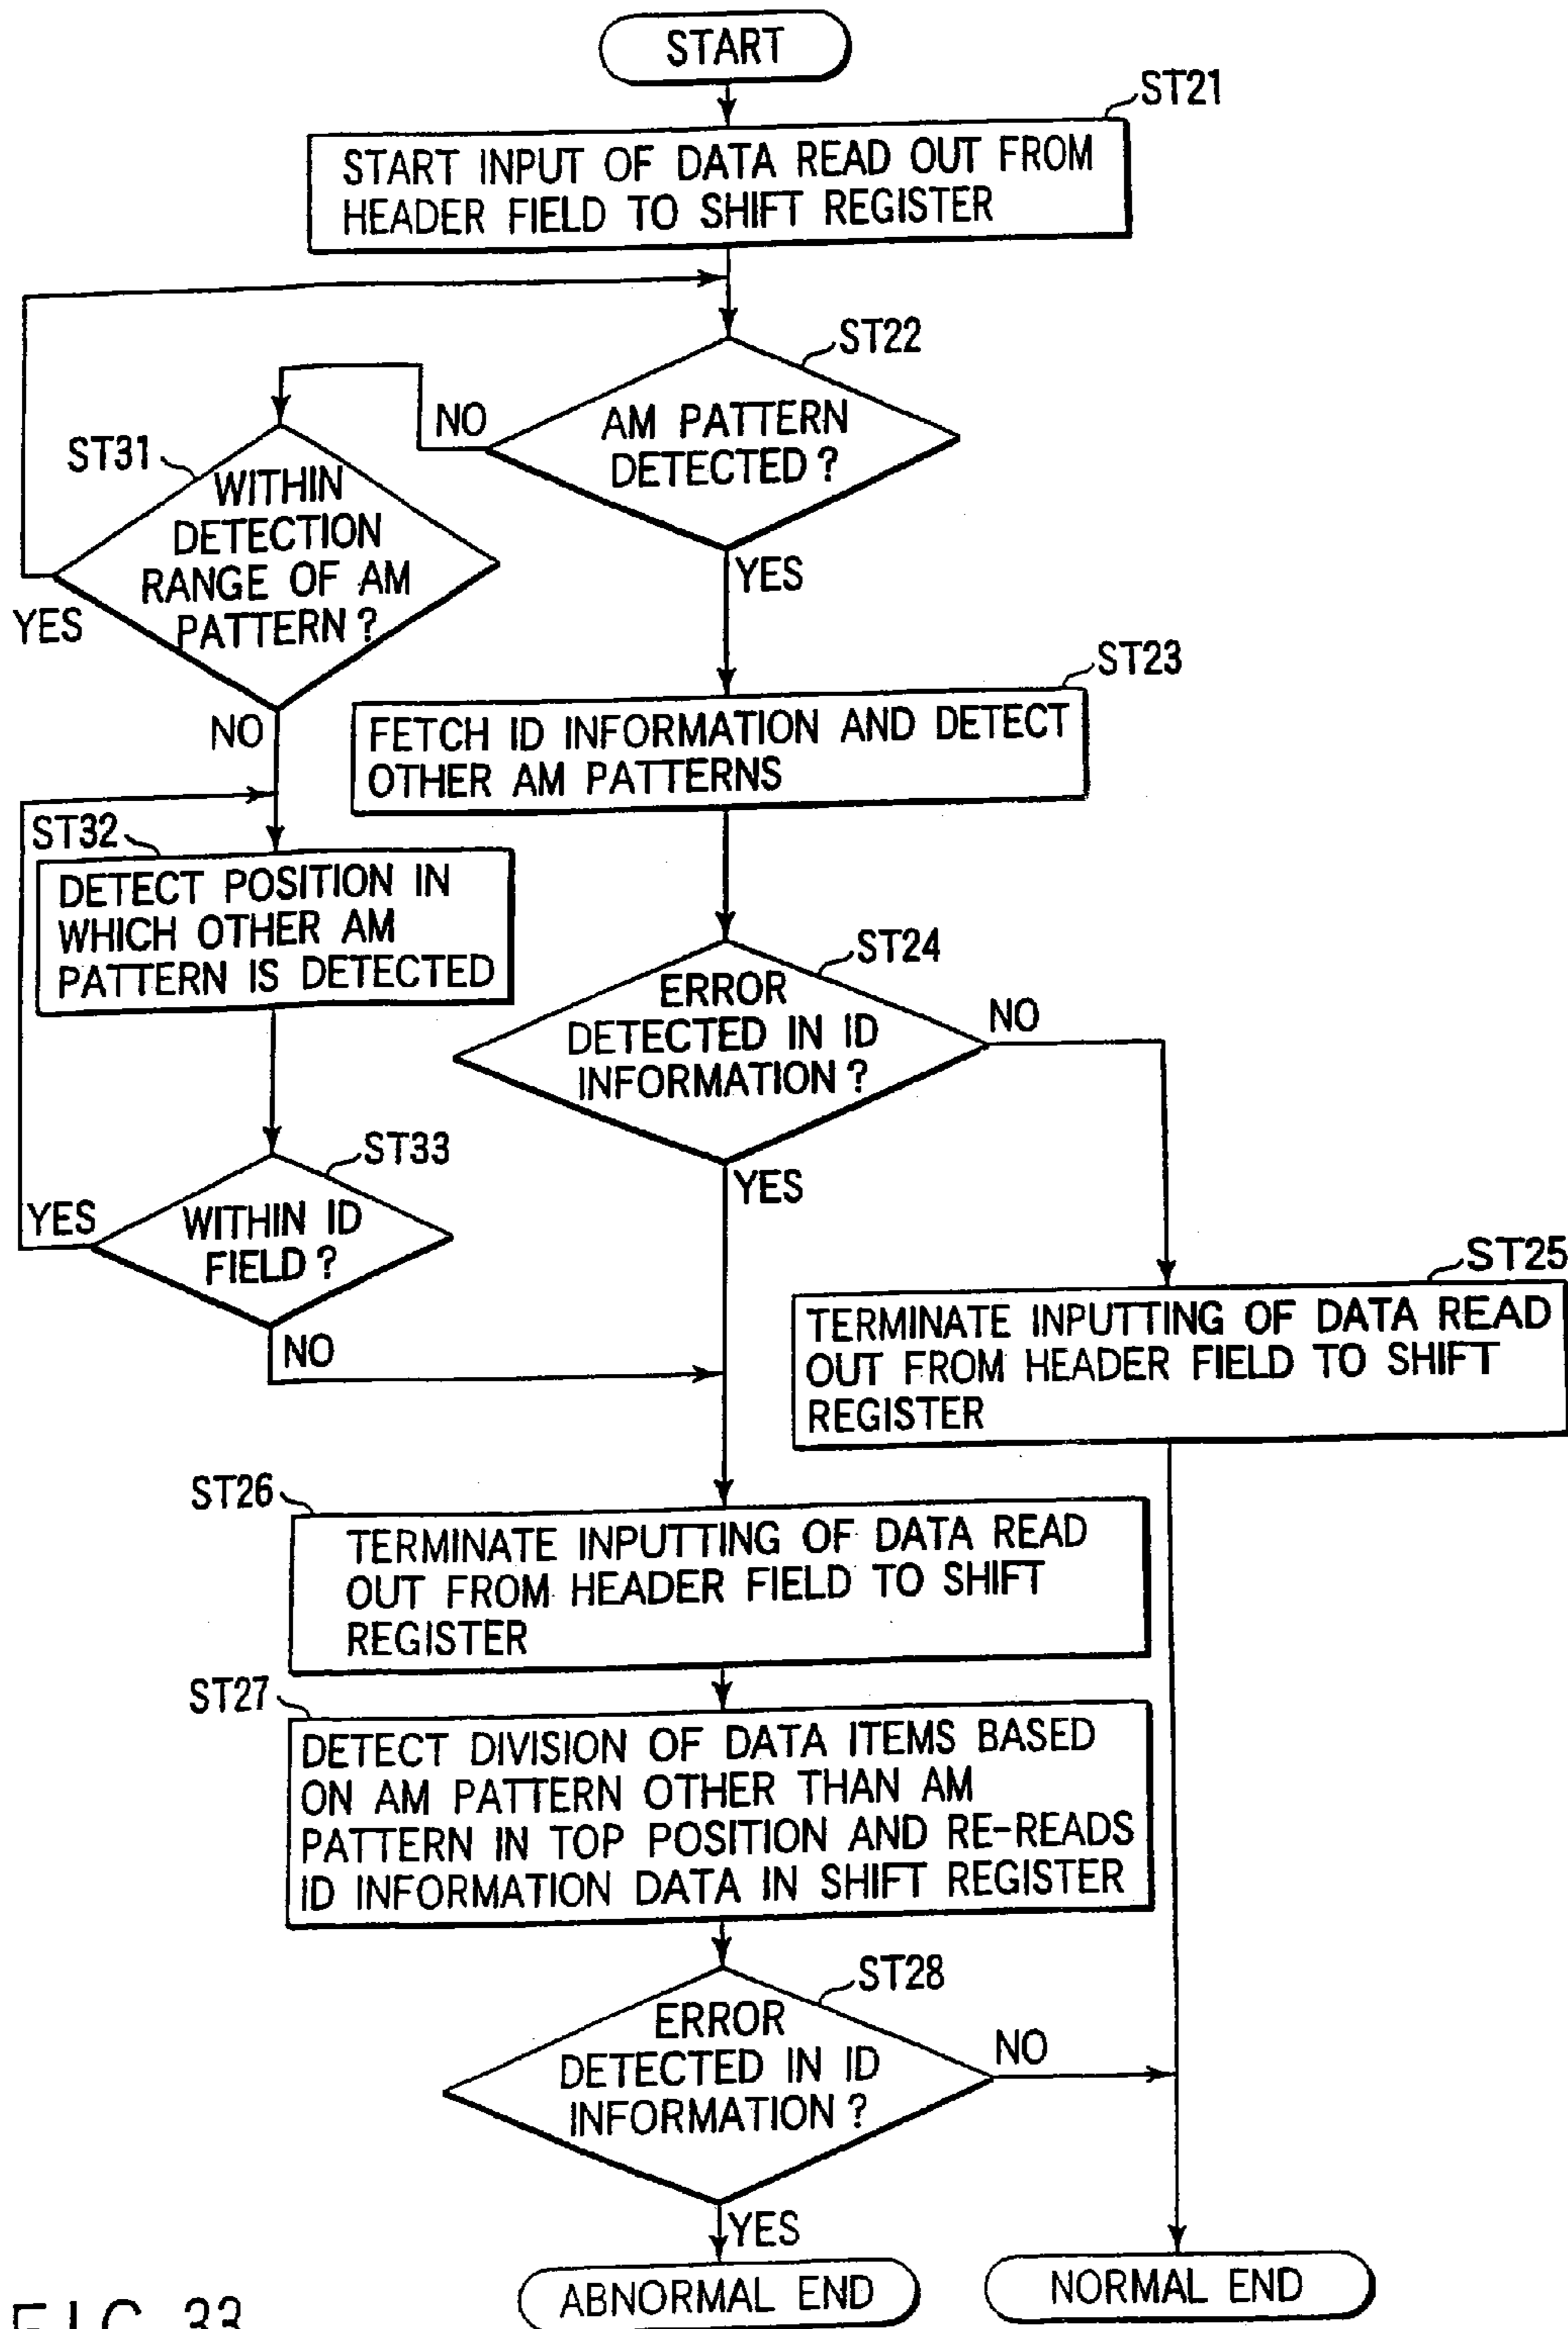 START
ST21
START INPUT OF DATA READ OUT FROM
HEADER FIELD TO SHIFT REGISTER
ST22
AM PATTERN
DETECTED?
NO
YES
ST31
WITHIN
DETECTION
RANGE OF AM
PATTERN?
YES
NO
ST23
FETCH ID INFORMATION AND DETECT
OTHER AM PATTERNS
ST32
DETECT POSITION IN
WHICH OTHER AM
PATTERN IS DETECTED
ST24
ERROR
DETECTED IN ID
INFORMATION?
NO
YES
ST33
WITHIN ID
FIELD?
YES
NO
ST25
TERMINATE INPUTTING OF DATA READ
OUT FROM HEADER FIELD TO SHIFT
REGISTER
ST26
TERMINATE INPUTTING OF DATA READ
OUT FROM HEADER FIELD TO SHIFT
REGISTER
ST27
DETECT DIVISION OF DATA ITEMS BASED
ON AM PATTERN OTHER THAN AM
PATTERN IN TOP POSITION AND RE-READS
ID INFORMATION DATA IN SHIFT REGISTER
ST28
ERROR
DETECTED IN ID
INFORMATION?
NO
YES
ABNORMAL END
NORMAL END
FIG. 33